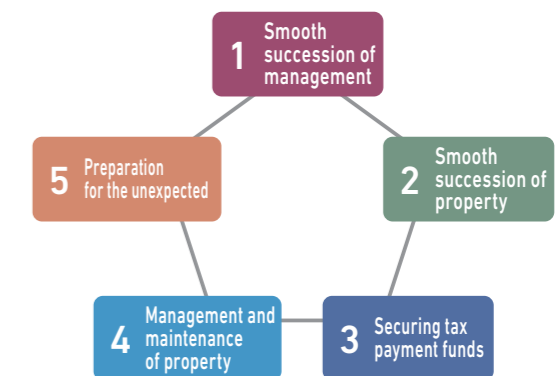 1
Smooth
succession of
management
2
Smooth
succession of
property
3
Securing tax
payment funds
4
Management and
maintenance
of property
5
Preparation
for the unexpected